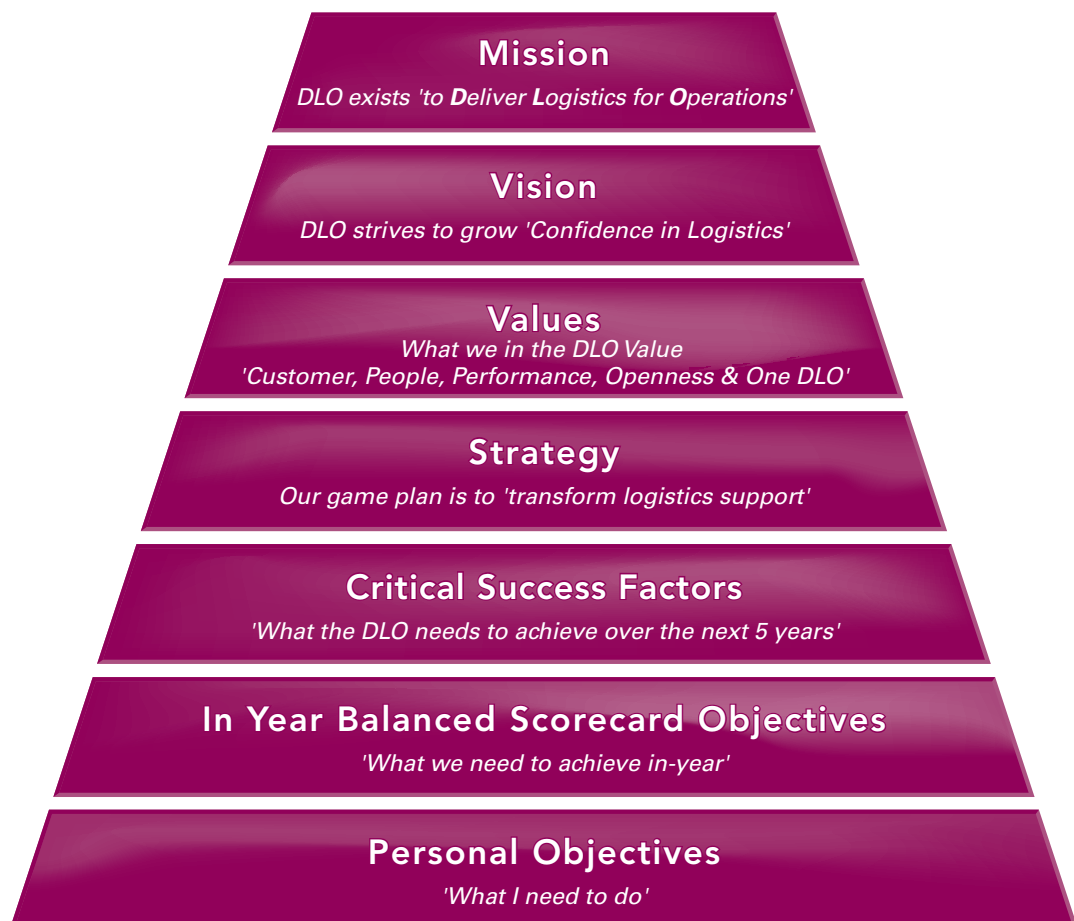 Mission
DLO exists 'to Deliver Logistics for Operations'
Vision
DLO strives to grow 'Confidence in Logistics'
Values
What we in the DLO Value
'Customer, People, Performance, Openness & One DLO'
Strategy
Our game plan is to 'transform logistics support'
Critical Success Factors
'What the DLO needs to achieve over the next 5 years'
In Year Balanced Scorecard Objectives
'What we need to achieve in-year'
Personal Objectives
'What I need to do'